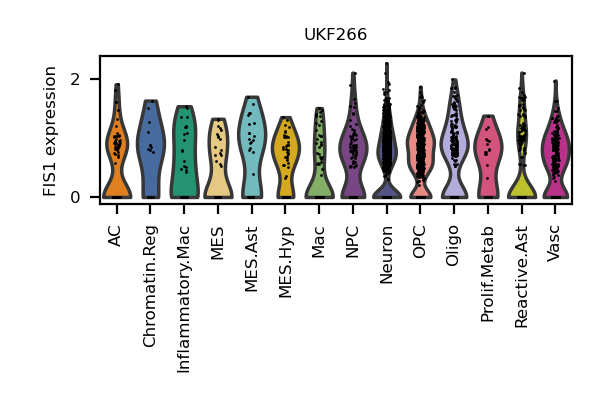 UKF266
FIS1 expression
2
0
AC
Chromatin.Reg
Inflammatory.Mac
MES
MES.Ast
MES.Hyp
Mac
NPC
Neuron
OPC
Oligo
Prolif.Metab
Reactive.Ast
Vasc